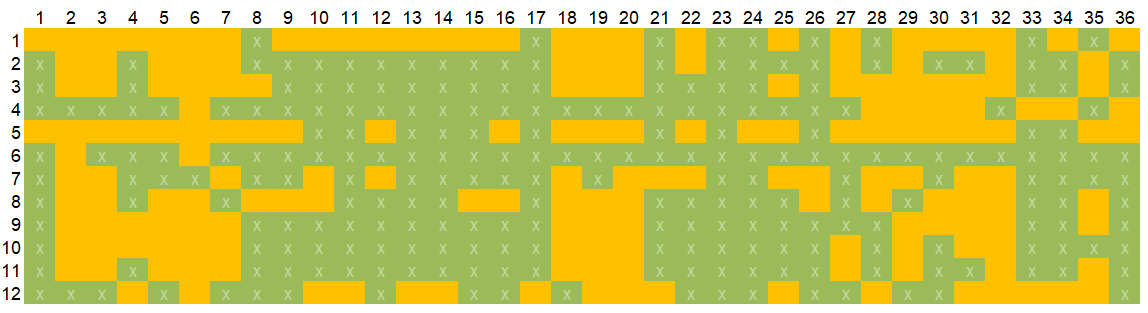 1 2 3 4 5 6 7 8 9 10 11 12 13 14 15 16 17 18 19 20 21 22 23 24 25 26 27 28 29 30 31 32 33 34 35 36
1 x x x x x x x x x
2 x x x x x x x x x x x x x x x x x x x x x x x
3 x x x x x x x x x x x x x x x x x x x
4 x x x x x x x x x x x x x x x x x x x x x x x x x x x x
5 x x x x x x x x x x x
6 x x x x x x x x x x x x x x x x x x x x x x x x x x x x x x x x x x
7 x x x x x x x x x x x x x x x x x x x x x
8 x x x x x x x x x x x x x x x x x x
9 x x x x x x x x x x x x x x x x x x x x x x
10 x x x x x x x x x x x x x x x x x x x x x x x
11 x x x x x x x x x x x x x x x x x x x x x x x x
12 x x x x x x x x x x x x x x x x x x x